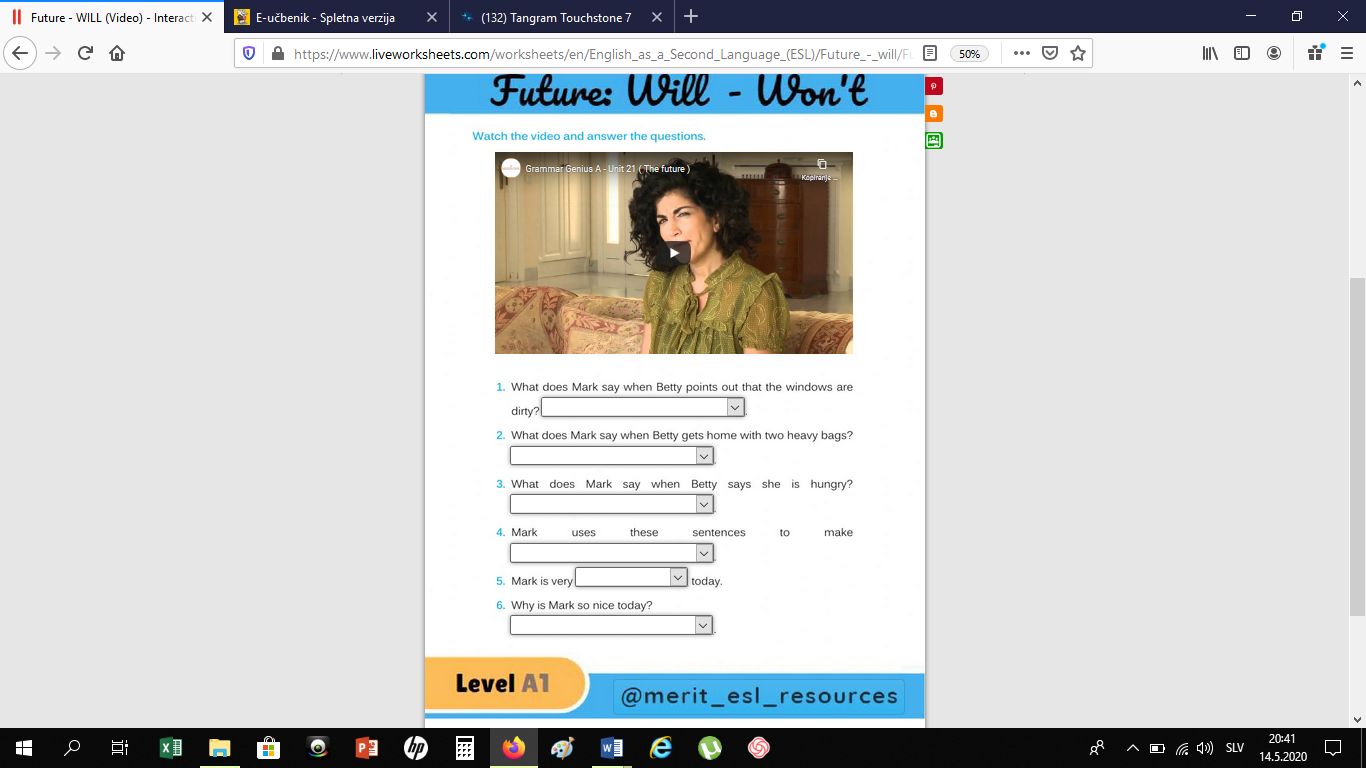 Future - WILL (Video) - Interact
E-učbenik - Spletna verzija
(132) Tangram Touchstone 7
https://www.liveworksheets.com/worksheets/en/English_as_a_Second_Language_(ESL)/Future_-_will/Fu
50%
Future: Will - Won't
Watch the video and answer the questions.
Grammar Genius A - Unit 21 ( The future )
Kopiranje ...
1. What does Mark say when Betty points out that the windows are
dirty? .
2. What does Mark say when Betty gets home with two heavy bags?
.
3. What does Mark say when Betty says she is hungry?
.
4. Mark uses these sentences to make
.
5. Mark is very today.
6. Why is Mark so nice today?
.
Level A1
@merit_esl_resources
SLV
20:41
14.5.2020